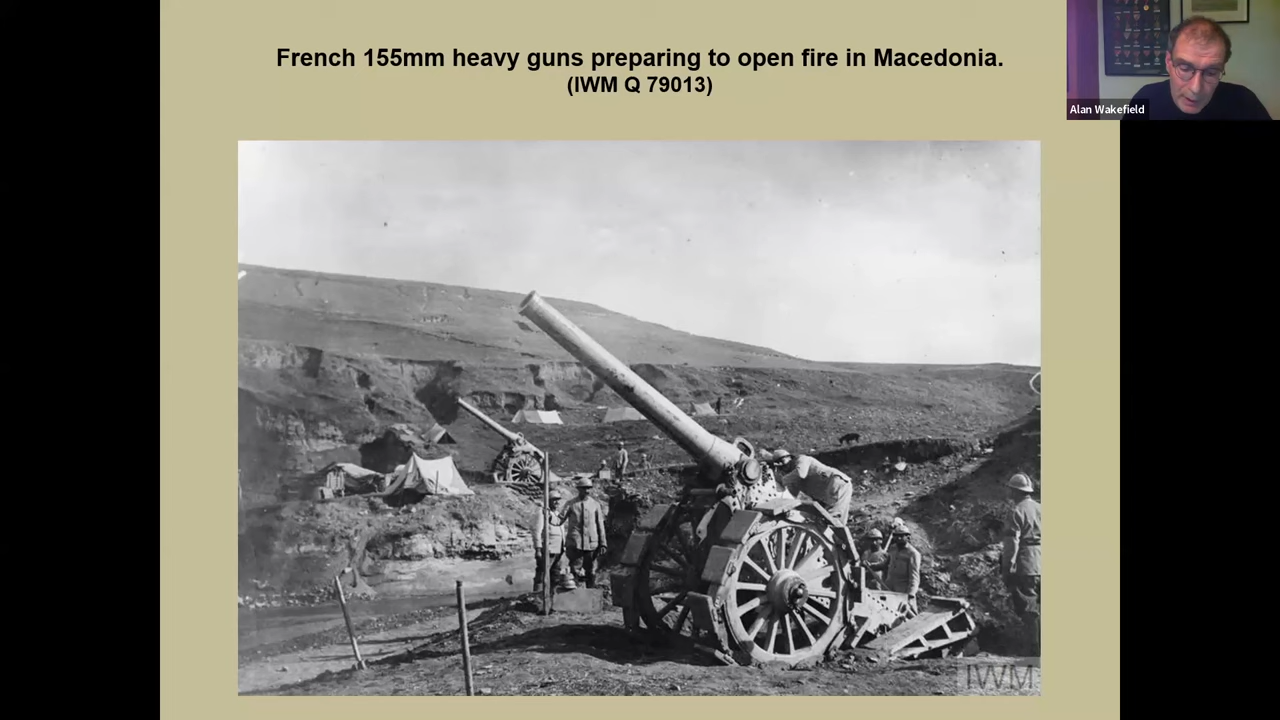 French 155mm heavy guns preparing to open fire in Macedonia.
(IWM Q 79013)
Alan Wakefield
IWM